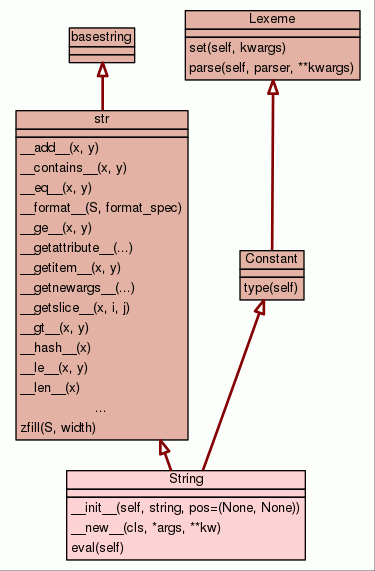 basestring
Lexeme
set(self, kwargs)
parse(self, parser, **kwargs)
str
__add__(x, y)
__contains__(x, y)
__eq__(x, y)
__format__(S, format_spec)
__ge__(x, y)
__getattribute__(...)
__getitem__(x, y)
__getnewargs__(...)
__getslice__(x, i, j)
__gt__(x, y)
__hash__(x)
__le__(x, y)
__len__(x)
...
zfill(S, width)
Constant
type(self)
String
__init__(self, string, pos=(None, None))
__new__(cls, *args, **kw)
eval(self)